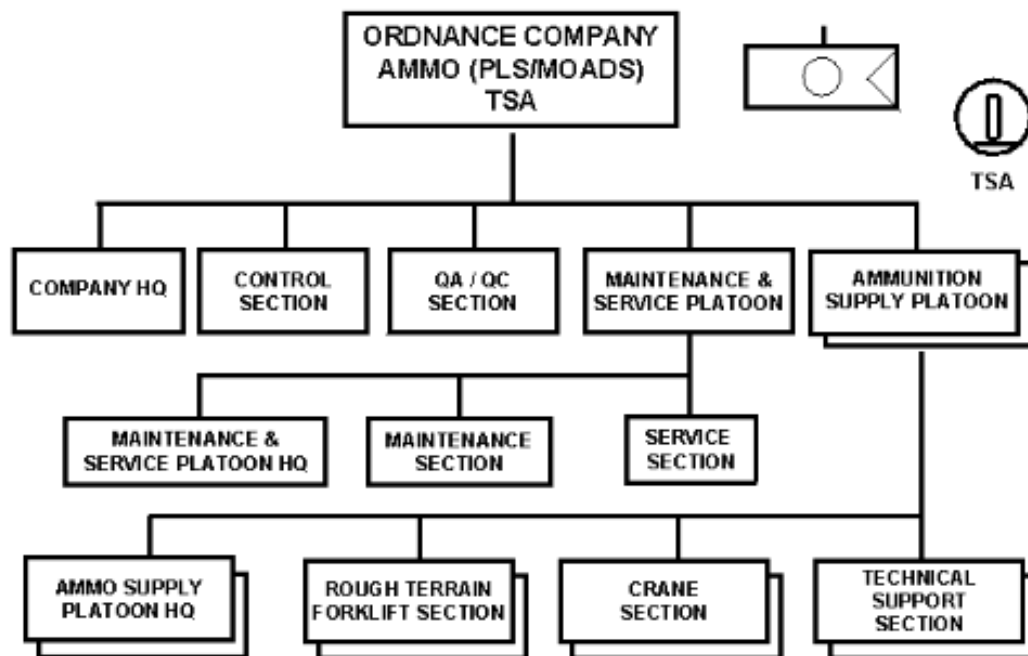 ORDNANCE COMPANY
AMMO (PLS/MOADS)
TSA
TSA
COMPANY HQ
CONTROL
SECTION
QA / QC
SECTION
MAINTENANCE &
SERVICE PLATOON
AMMUNITION
SUPPLY PLATOON
MAINTENANCE &
SERVICE PLATOON HQ
MAINTENANCE
SECTION
SERVICE
SECTION
AMMO SUPPLY
PLATOON HQ
ROUGH TERRAIN
FORKLIFT SECTION
CRANE
SECTION
TECHNICAL
SUPPORT
SECTION